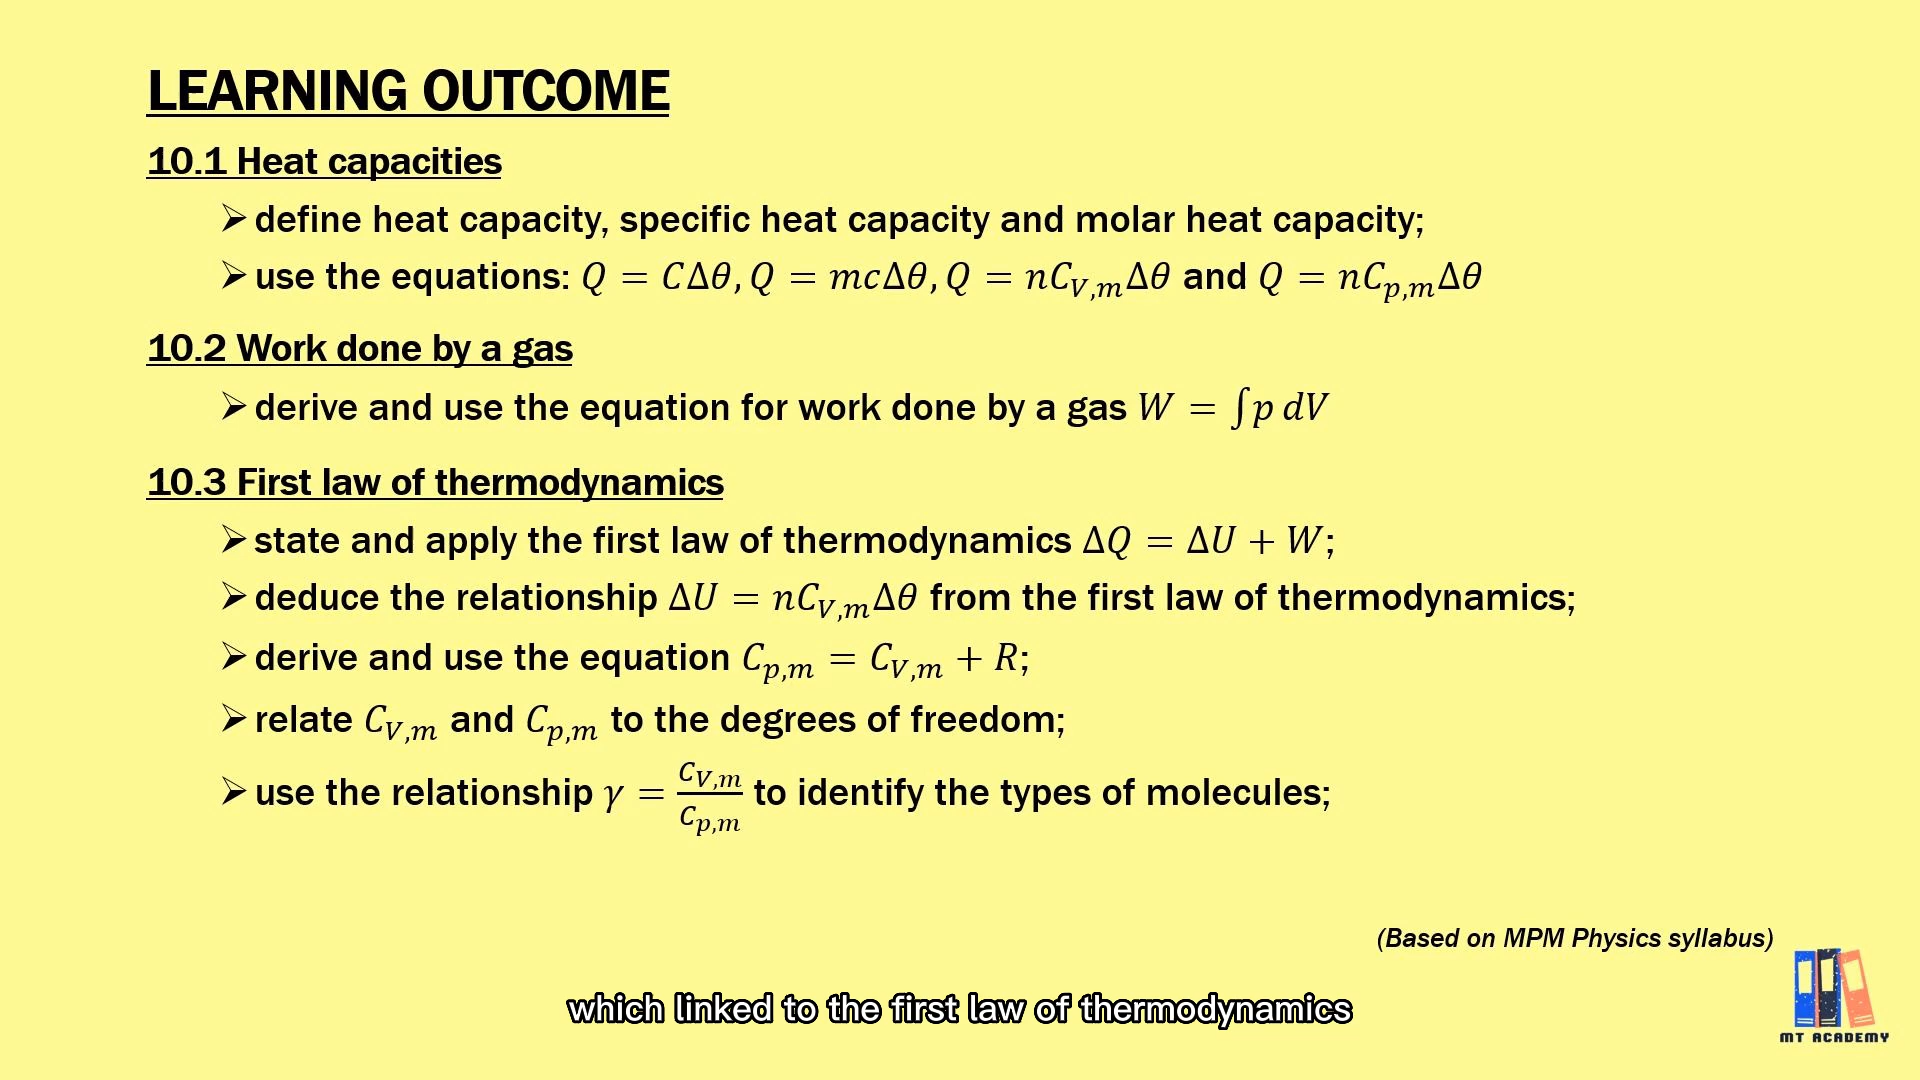 LEARNING OUTCOME
10.1 Heat capacities
➢ define heat capacity, specific heat capacity and molar heat capacity;
➢ use the equations: Q = CΔθ, Q = mcΔθ, Q = nC_{V,m}Δθ and Q = nC_{p,m}Δθ
10.2 Work done by a gas
➢ derive and use the equation for work done by a gas W = ∫p dV
10.3 First law of thermodynamics
➢ state and apply the first law of thermodynamics ΔQ = ΔU + W;
➢ deduce the relationship ΔU = nC_{V,m}Δθ from the first law of thermodynamics;
➢ derive and use the equation C_{p,m} = C_{V,m} + R;
➢ relate C_{V,m} and C_{p,m} to the degrees of freedom;
➢ use the relationship γ = C_{V,m}/C_{p,m} to identify the types of molecules;
(Based on MPM Physics syllabus)
which linked to the first law of thermodynamics
MT ACADEMY